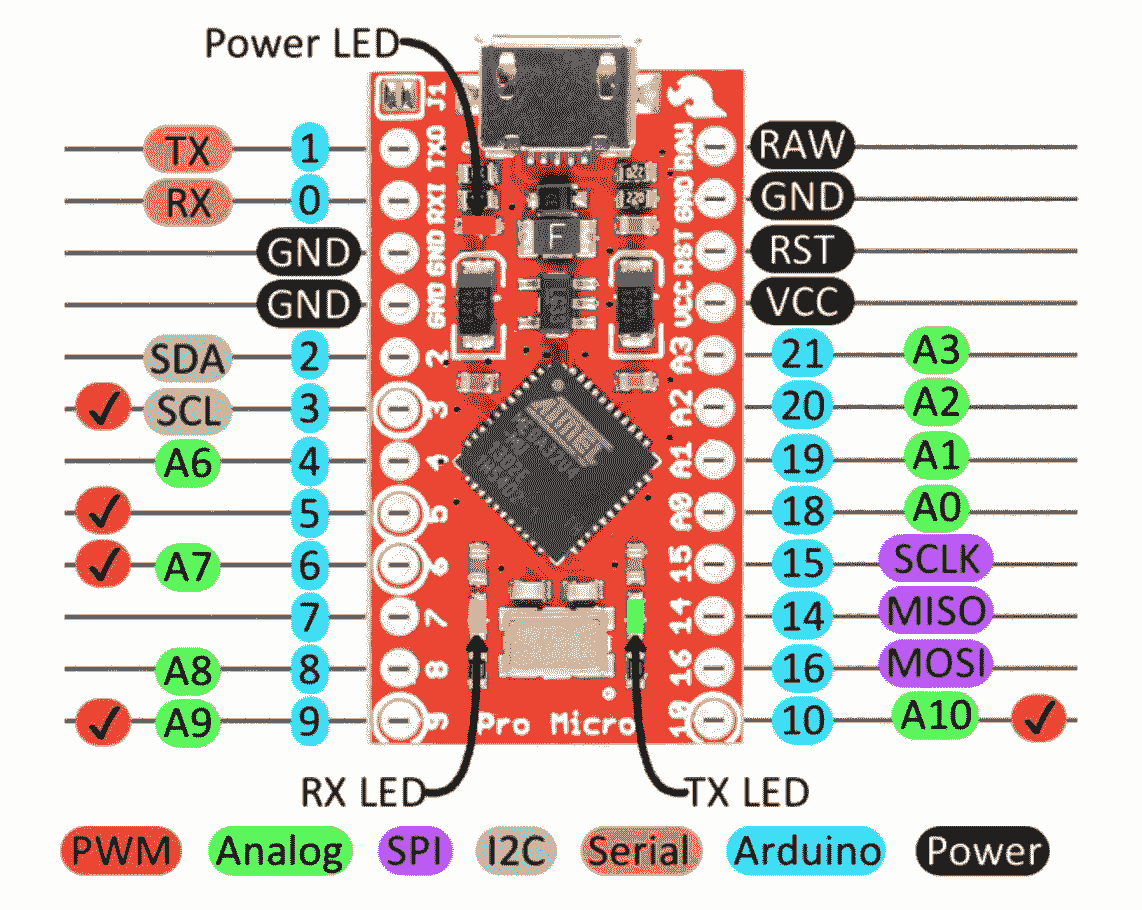 Power LED
J1
TX 1 TXO RAW RAW
RX 0 RXI GND GND
GND GND RST RST
GND GND VCC VCC
F
SDA 2 2 A3 21 A3
✓ SCL 3 3 A2 20 A2
ATMEL
A6 4 4 A1 19 A1
✓ 5 5 A0 18 A0
✓ A7 6 6 15 15 SCLK
7 7 14 14 MISO
A8 8 8 16 16 MOSI
✓ A9 9 9 Pro Micro 10 10 A10 ✓
RX LED TX LED
PWM Analog SPI I2C Serial Arduino Power